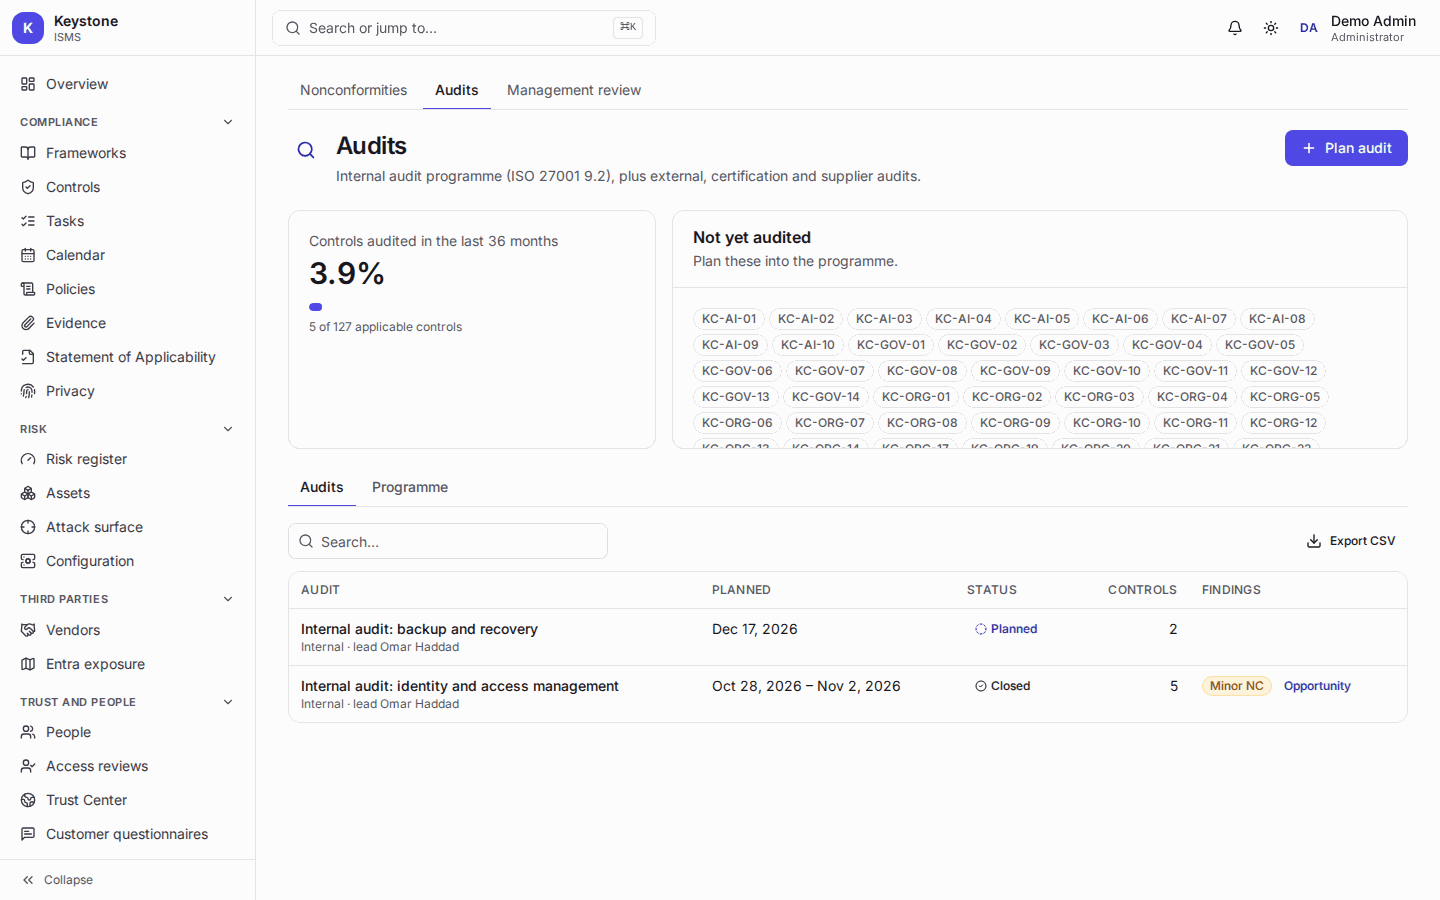 K
Keystone
ISMS
Search or jump to...
⌘K
DA
Demo Admin
Administrator
Overview
COMPLIANCE
Frameworks
Controls
Tasks
Calendar
Policies
Evidence
Statement of Applicability
Privacy
RISK
Risk register
Assets
Attack surface
Configuration
THIRD PARTIES
Vendors
Entra exposure
TRUST AND PEOPLE
People
Access reviews
Trust Center
Customer questionnaires
Collapse
Nonconformities Audits Management review
Audits
Internal audit programme (ISO 27001 9.2), plus external, certification and supplier audits.
Plan audit
Controls audited in the last 36 months
3.9%
5 of 127 applicable controls
Not yet audited
Plan these into the programme.
KC-AI-01 KC-AI-02 KC-AI-03 KC-AI-04 KC-AI-05 KC-AI-06 KC-AI-07 KC-AI-08
KC-AI-09 KC-AI-10 KC-GOV-01 KC-GOV-02 KC-GOV-03 KC-GOV-04 KC-GOV-05
KC-GOV-06 KC-GOV-07 KC-GOV-08 KC-GOV-09 KC-GOV-10 KC-GOV-11 KC-GOV-12
KC-GOV-13 KC-GOV-14 KC-ORG-01 KC-ORG-02 KC-ORG-03 KC-ORG-04 KC-ORG-05
KC-ORG-06 KC-ORG-07 KC-ORG-08 KC-ORG-09 KC-ORG-10 KC-ORG-11 KC-ORG-12
Audits Programme
Search...
Export CSV
AUDIT PLANNED STATUS CONTROLS FINDINGS
Internal audit: backup and recovery Dec 17, 2026 Planned 2
Internal · lead Omar Haddad
Internal audit: identity and access management Oct 28, 2026 – Nov 2, 2026 Closed 5 Minor NC Opportunity
Internal · lead Omar Haddad